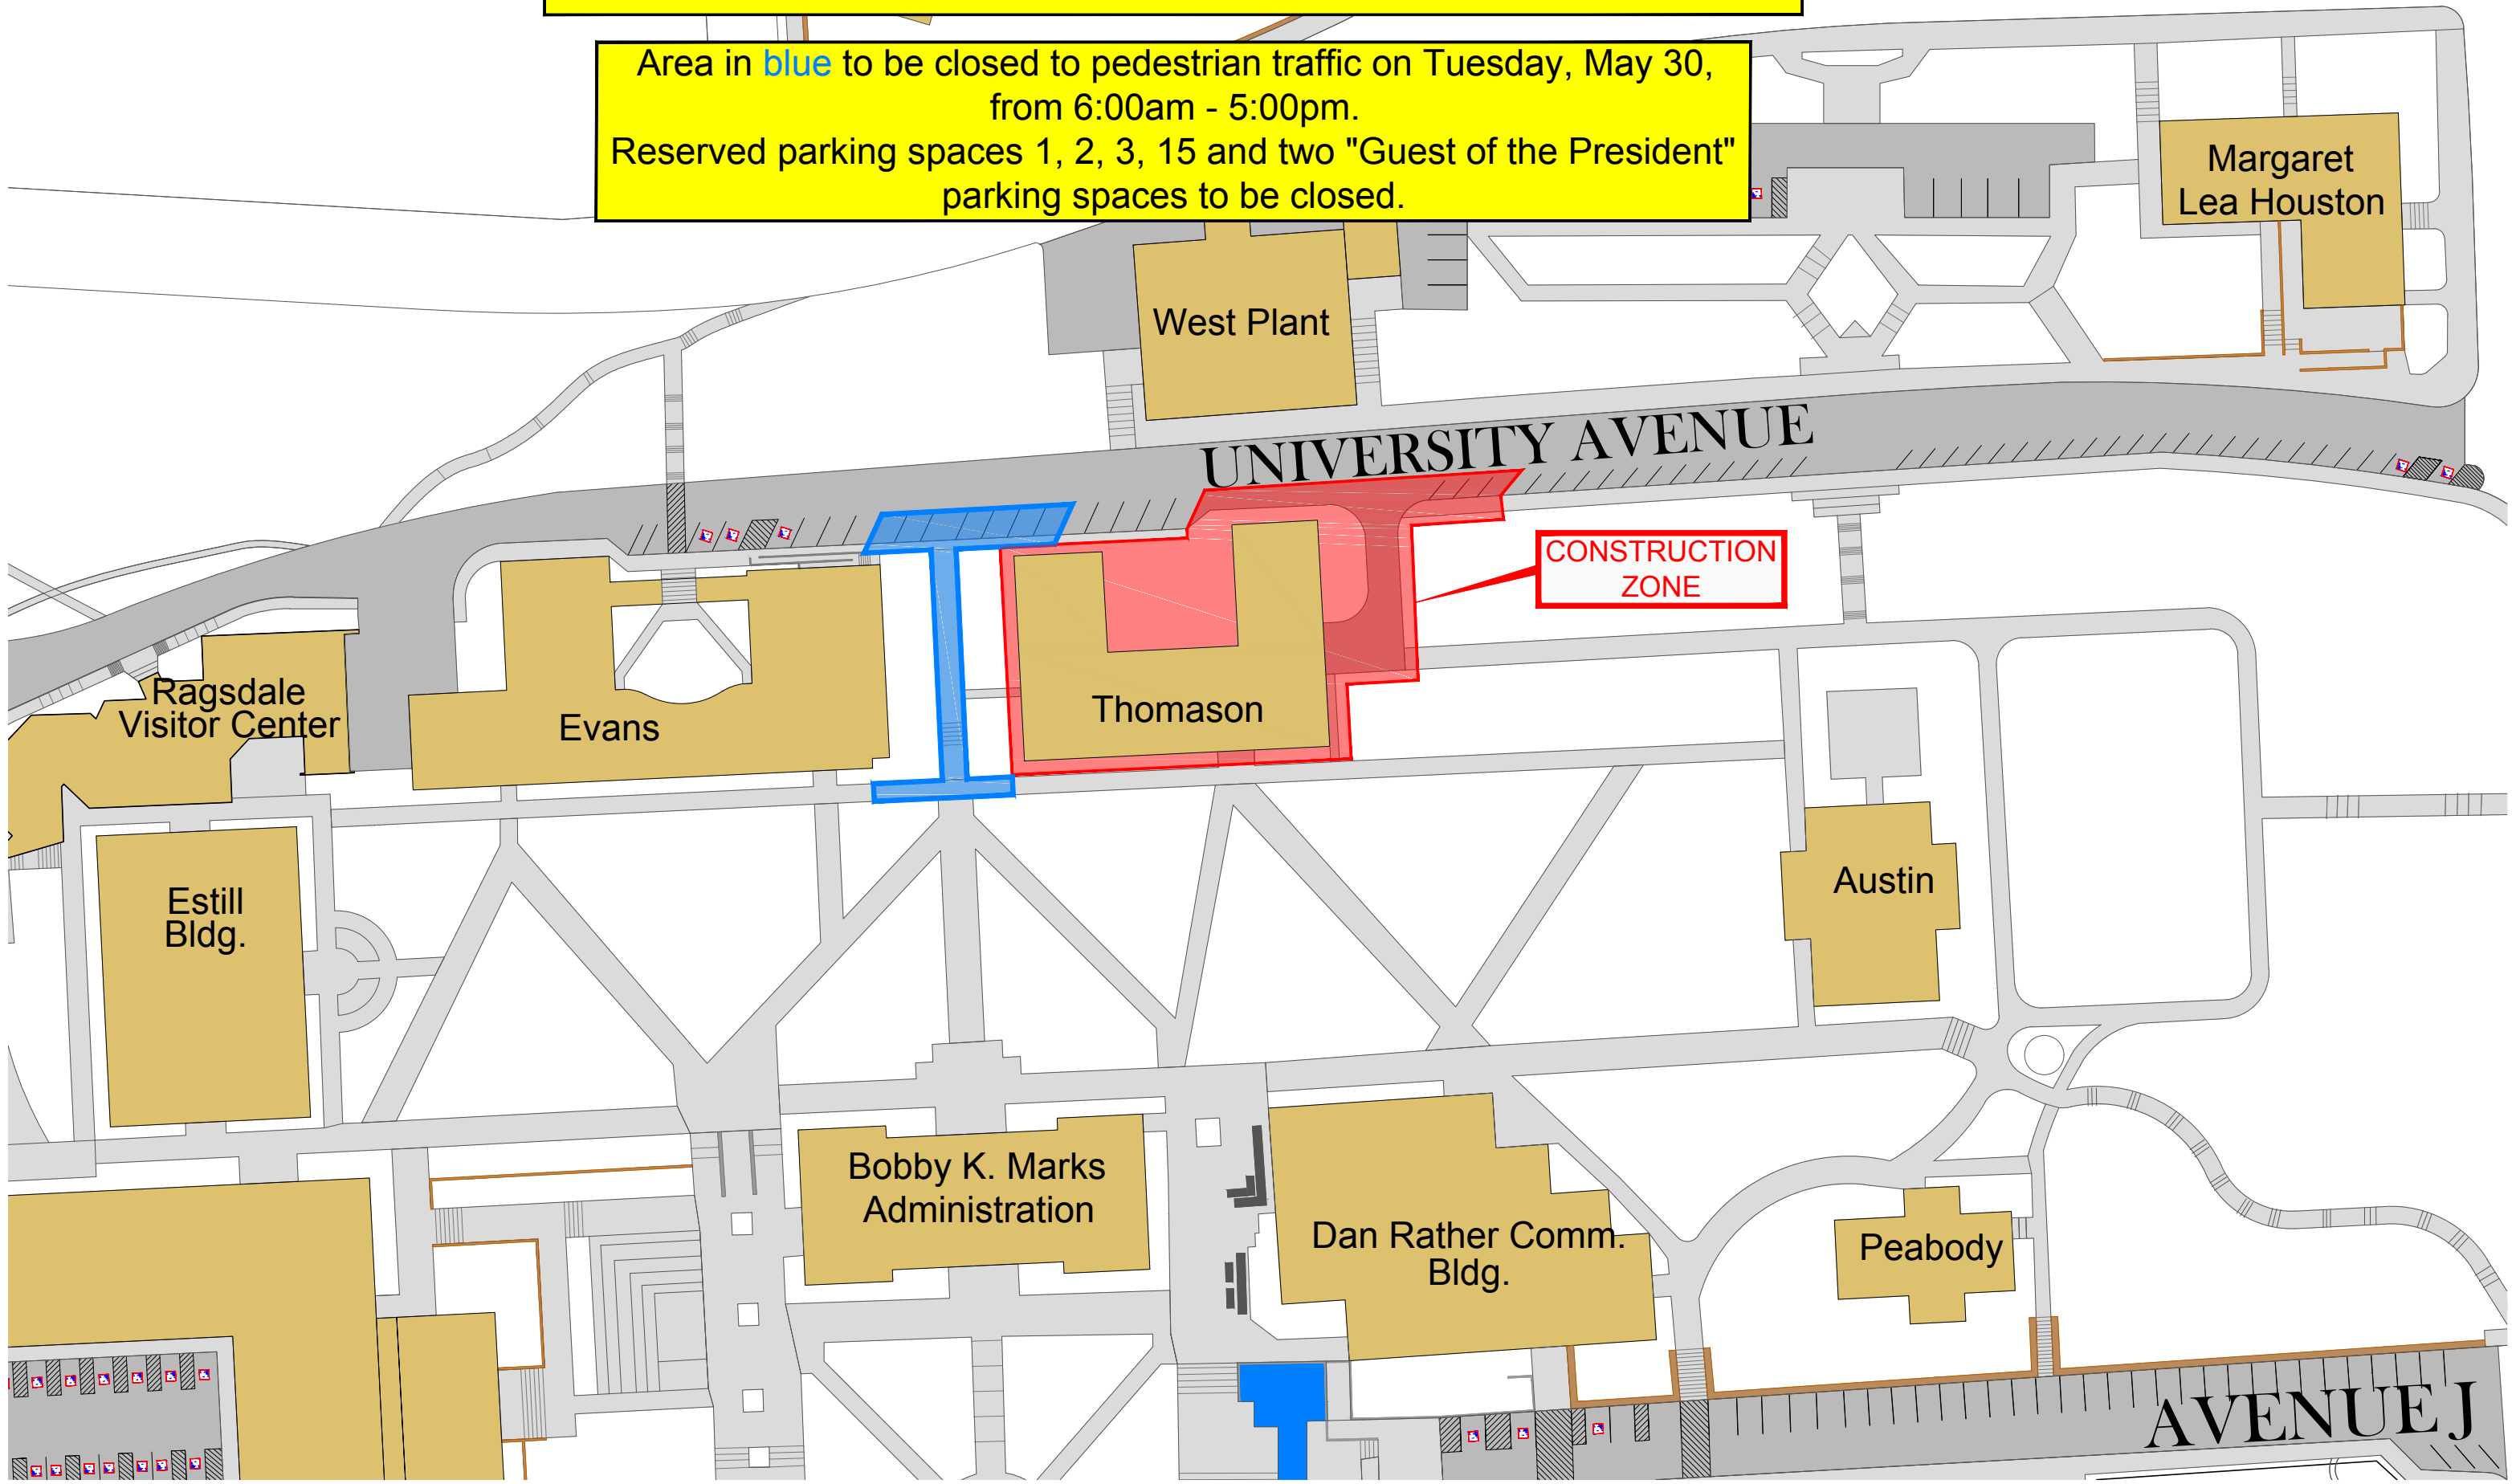 Area in blue to be closed to pedestrian traffic on Tuesday, May 30,
from 6:00am - 5:00pm.
Reserved parking spaces 1, 2, 3, 15 and two "Guest of the President"
parking spaces to be closed.
Margaret
Lea Houston
West Plant
UNIVERSITY AVENUE
CONSTRUCTION
ZONE
Ragsdale
Visitor Center
Evans
Thomason
Estill
Bldg.
Austin
Bobby K. Marks
Administration
Dan Rather Comm.
Bldg.
Peabody
AVENUE J